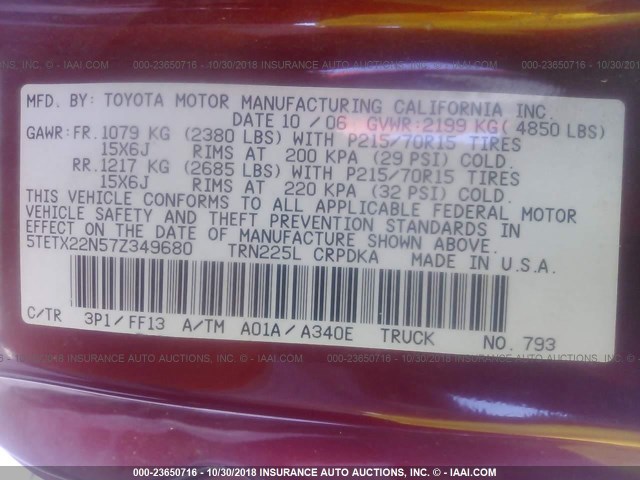 000-23650716 - 10/30/2018 INSURANCE AUTO AUCTIONS CORP. - © IAAI.COM
MFD. BY: TOYOTA MOTOR MANUFACTURING CALIFORNIA INC.
DATE 10 / 06 GVWR:2199 KG( 4850 LBS)
GAWR:FR.1079 KG (2380 LBS) WITH P215/70R15 TIRES
15X6J RIMS AT 200 KPA (29 PSI) COLD.
RR.1217 KG (2685 LBS) WITH P215/70R15 TIRES
15X6J RIMS AT 220 KPA (32 PSI) COLD.
THIS VEHICLE CONFORMS TO ALL APPLICABLE FEDERAL MOTOR
VEHICLE SAFETY AND THEFT PREVENTION STANDARDS IN
EFFECT ON THE DATE OF MANUFACTURE SHOWN ABOVE.
5TETX22N57Z349680 TRN225L CRPDKA MADE IN U.S.A.
C/TR 3P1/FF13 A/TM A01A/A340E TRUCK NO. 793
000-23650716 - 10/30/2018 INSURANCE AUTO AUCTIONS CORP. - © IAAI.COM